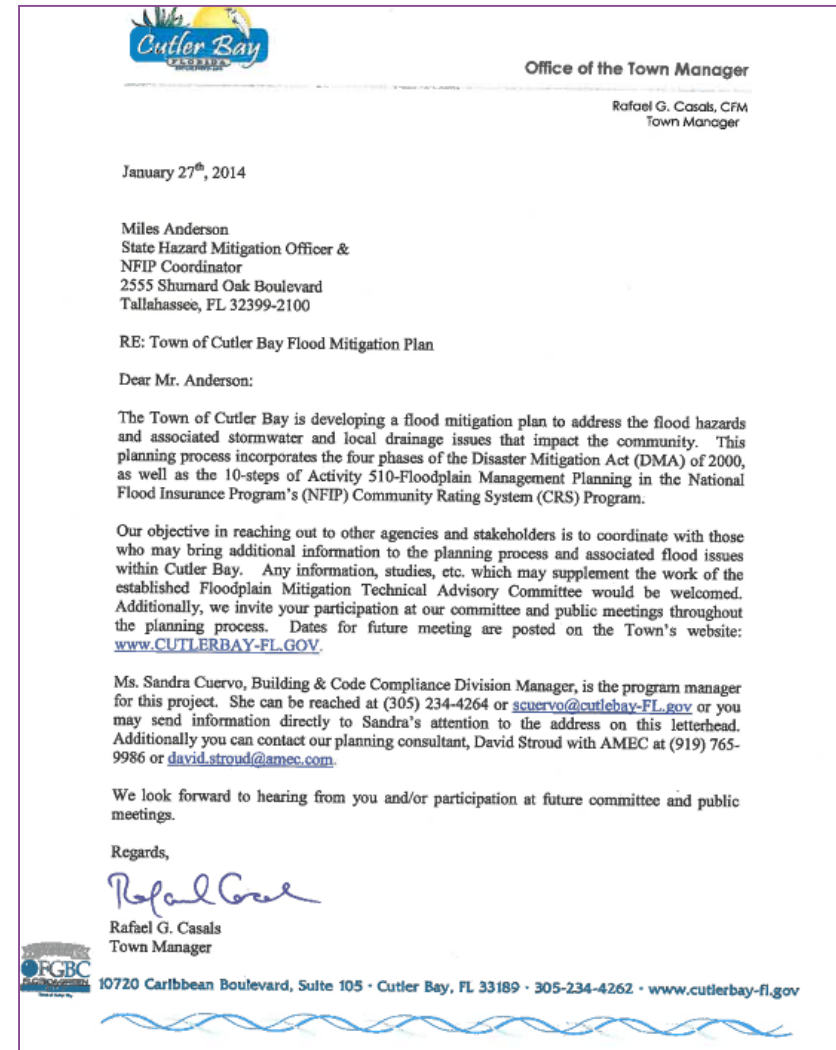 Cutler Bay
FLORIDA
Office of the Town Manager
Rafael G. Casals, CFM
Town Manager
January 27th, 2014
Miles Anderson
State Hazard Mitigation Officer &
NFIP Coordinator
2555 Shumard Oak Boulevard
Tallahassee, FL 32399-2100
RE: Town of Cutler Bay Flood Mitigation Plan
Dear Mr. Anderson:
The Town of Cutler Bay is developing a flood mitigation plan to address the flood hazards
and associated stormwater and local drainage issues that impact the community. This
planning process incorporates the four phases of the Disaster Mitigation Act (DMA) of 2000,
as well as the 10-steps of Activity 510-Floodplain Management Planning in the National
Flood Insurance Program's (NFIP) Community Rating System (CRS) Program.
Our objective in reaching out to other agencies and stakeholders is to coordinate with those
who may bring additional information to the planning process and associated flood issues
within Cutler Bay. Any information, studies, etc. which may supplement the work of the
established Floodplain Mitigation Technical Advisory Committee would be welcomed.
Additionally, we invite your participation at our committee and public meetings throughout
the planning process. Dates for future meeting are posted on the Town's website:
www.CUTLERBAY-FL.GOV.
Ms. Sandra Cuervo, Building & Code Compliance Division Manager, is the program manager
for this project. She can be reached at (305) 234-4264 or scuervo@cutlebay-FL.gov or you
may send information directly to Sandra's attention to the address on this letterhead.
Additionally you can contact our planning consultant, David Stroud with AMEC at (919) 765-
9986 or david.stroud@amec.com.
We look forward to hearing from you and/or participation at future committee and public
meetings.
Regards,
Rafael G. Casals
Town Manager
FGBC
10720 Caribbean Boulevard, Suite 105 · Cutler Bay, FL 33189 · 305-234-4262 · www.cutlerbay-fl.gov